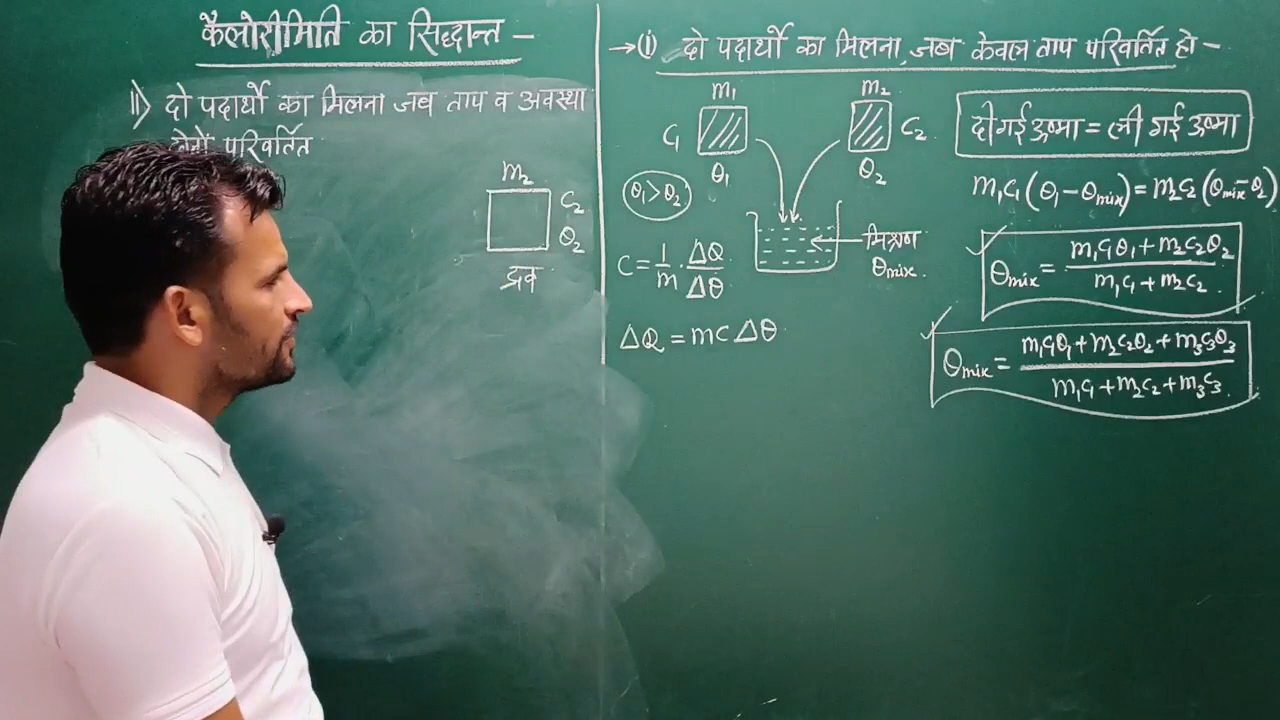 कैलोरीमिति का सिद्धान्त –
ii) दो पदार्थो का मिलना जब ताप व अवस्था
दोनों परिवर्तित
m₂
C₂
θ₂
द्रव
→(i) दो पदार्थो का मिलना, जब केवल ताप परिवर्तित हो –
m₁
C₁
θ₁
m₂
C₂
θ₂
θ₁>θ₂
मिश्रण
θmix.
C = 1/m . ΔQ/Δθ
ΔQ = mCΔθ
दी गई ऊष्मा = ली गई ऊष्मा
m₁C₁(θ₁–θmix) = m₂C₂(θmix–θ₂)
θmix = m₁C₁θ₁+m₂C₂θ₂ / m₁C₁+m₂C₂.
θmix = m₁C₁θ₁+m₂C₂θ₂+m₃C₃θ₃ / m₁C₁+m₂C₂+m₃C₃.